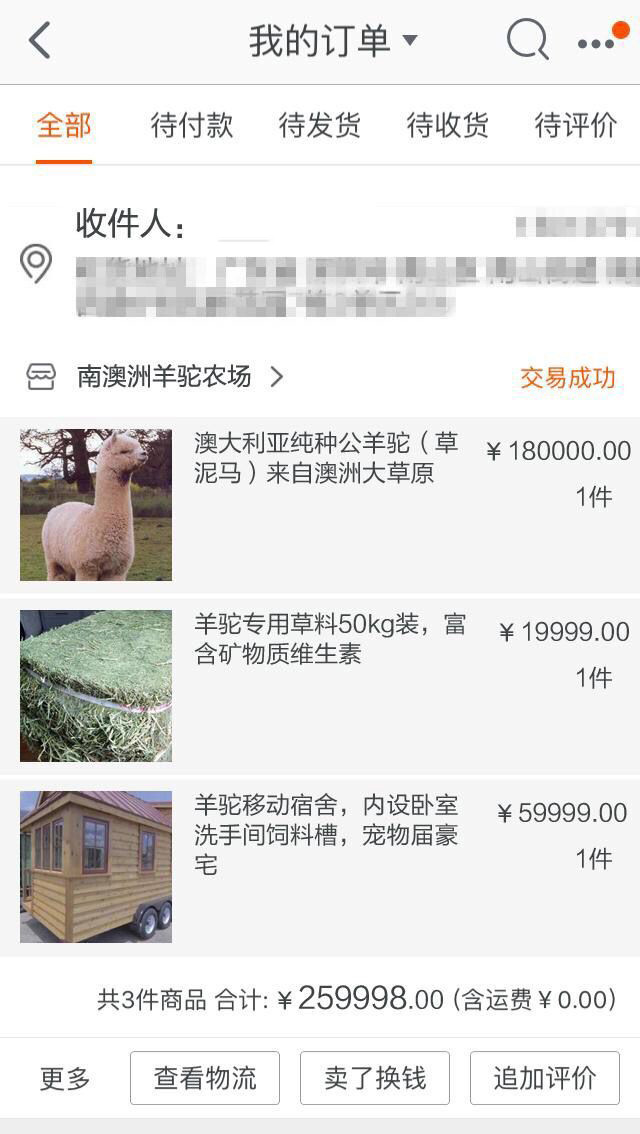 我的订单
全部 待付款 待发货 待收货 待评价
收件人：
南澳洲羊驼农场 交易成功
澳大利亚纯种公羊驼（草 ￥180000.00
泥马）来自澳洲大草原
1件
羊驼专用草料50kg装，富 ￥19999.00
含矿物质维生素
1件
羊驼移动宿舍，内设卧室 ￥59999.00
洗手间饲料槽，宠物届豪
1件
宅
共3件商品 合计:￥259998.00 (含运费￥0.00)
更多 查看物流 卖了换钱 追加评价